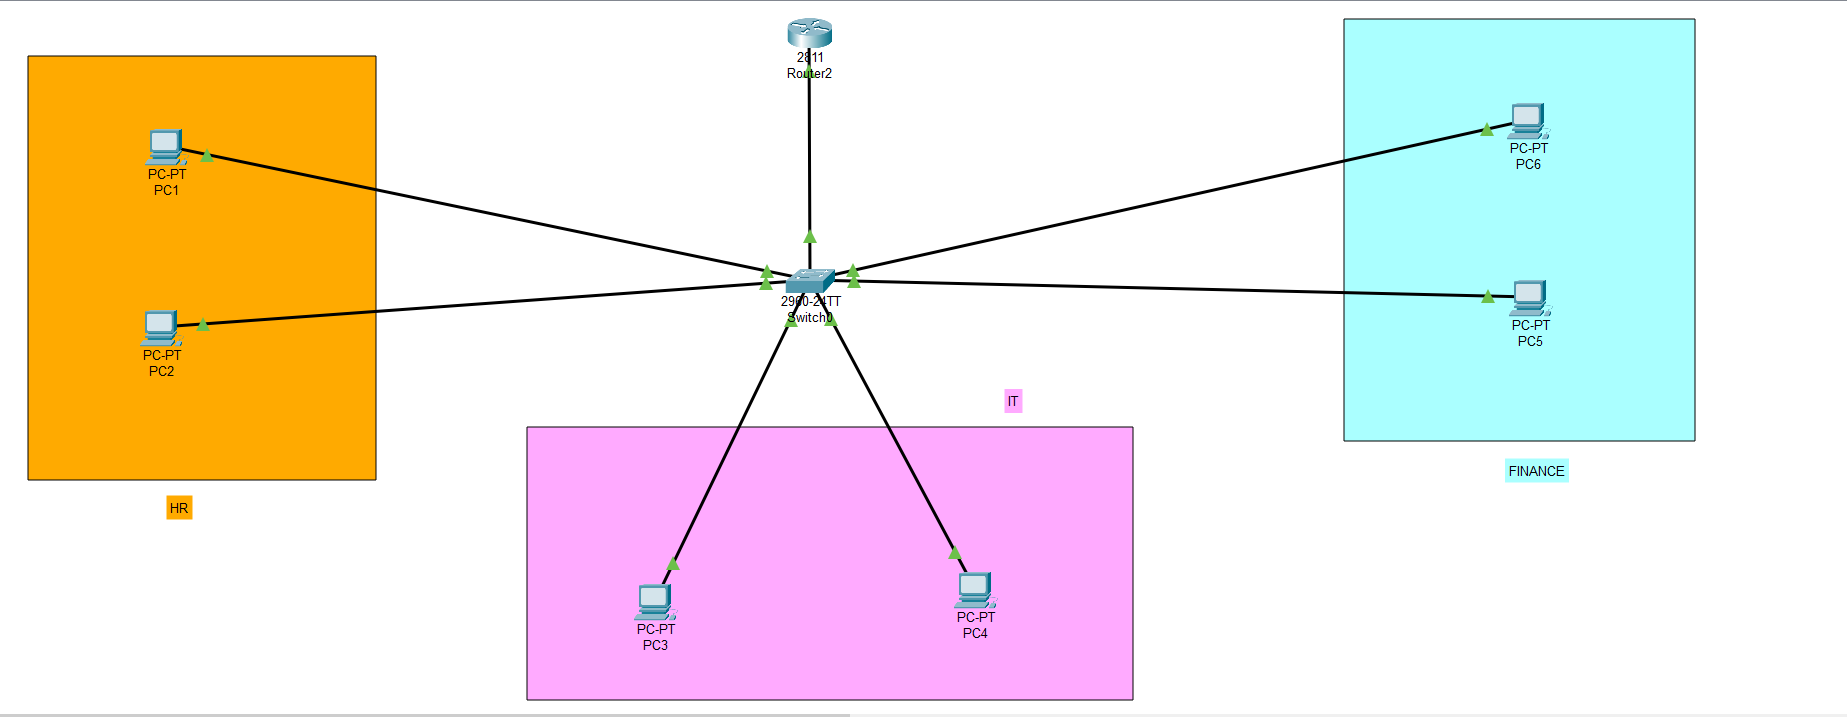 2811
Router2
PC-PT
PC1
PC-PT
PC6
PC-PT
PC2
2960-24TT
Switch0
PC-PT
PC5
IT
FINANCE
HR
PC-PT
PC3
PC-PT
PC4